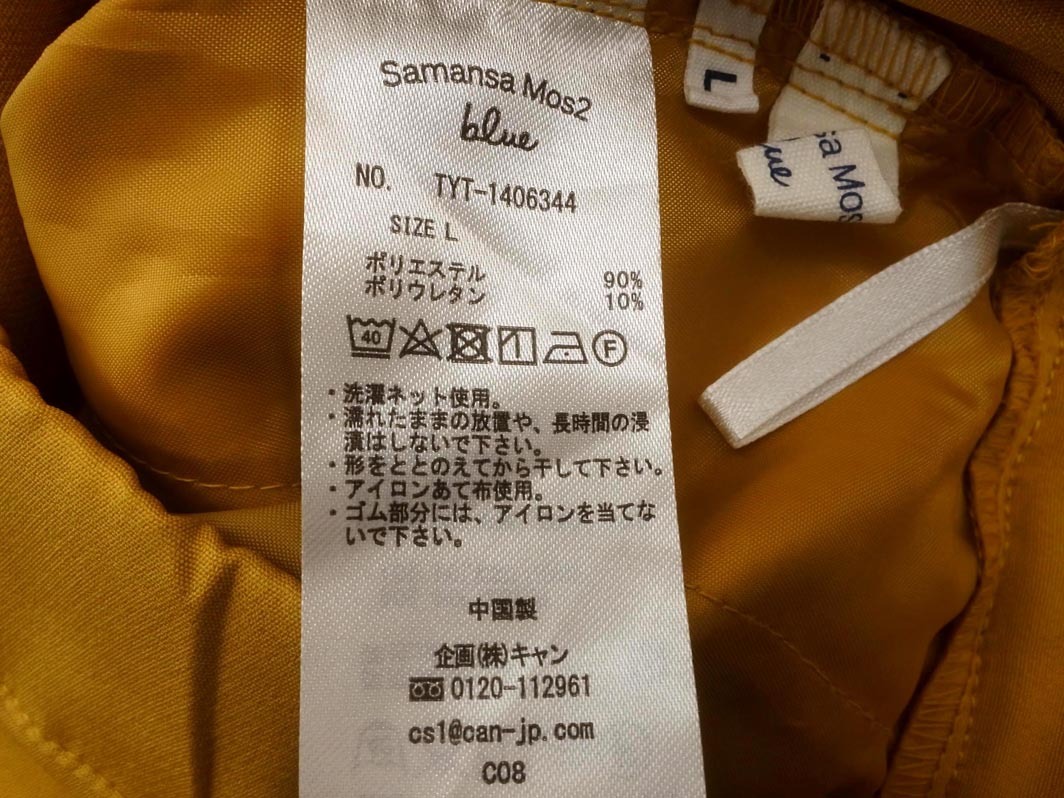 Samansa Mos2
blue
NO. TYT-1406344
SIZE L
ポリエステル 90%
ポリウレタン 10%
40
F
・洗濯ネット使用。
・濡れたままの放置や、長時間の浸
漬はしないで下さい。
・形をととのえてから干して下さい。
・アイロンあて布使用。
・ゴム部分には、アイロンを当てな
いで下さい。
中国製
企画(株)キャン
0120-112961
cs1@can-jp.com
C08
L
sa Mos
ue